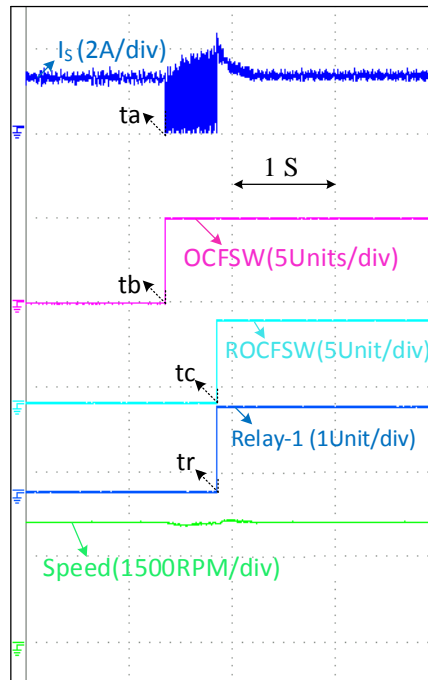 I_S (2A/div)
ta
1 S
OCFSW(5Units/div)
tb
ROCFSW(5Unit/div)
tc
Relay-1 (1Unit/div)
tr
Speed(1500RPM/div)